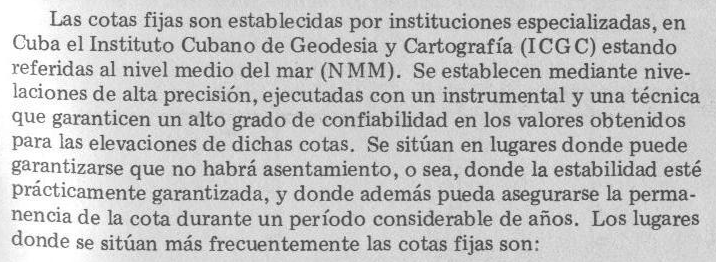 Las cotas fijas son establecidas por instituciones especializadas, en
Cuba el Instituto Cubano de Geodesia y Cartografía (ICGC) estando
referidas al nivel medio del mar (NMM). Se establecen mediante nive-
laciones de alta precisión, ejecutadas con un instrumental y una técnica
que garanticen un alto grado de confiabilidad en los valores obtenidos
para las elevaciones de dichas cotas. Se sitúan en lugares donde puede
garantizarse que no habrá asentamiento, o sea, donde la estabilidad esté
prácticamente garantizada, y donde además pueda asegurarse la perma-
nencia de la cota durante un período considerable de años. Los lugares
donde se sitúan más frecuentemente las cotas fijas son: